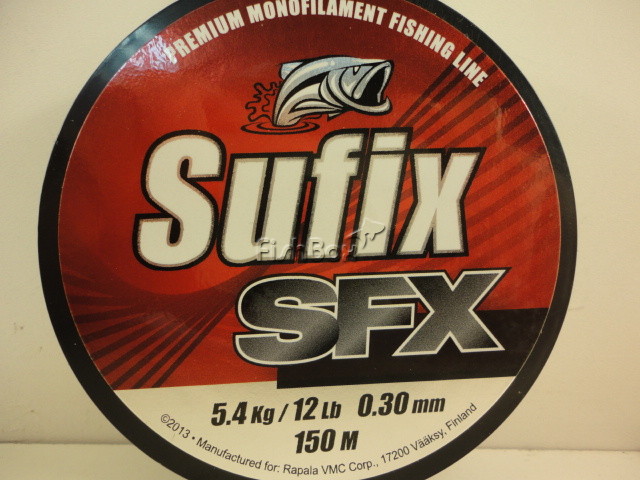 PREMIUM MONOFILAMENT FISHING LINE
Sufix
FishBay
SFX
5.4 Kg / 12 Lb 0.30 mm
150 M
©2013 • Manufactured for: Rapala VMC Corp., 17200 Vääksy, Finland